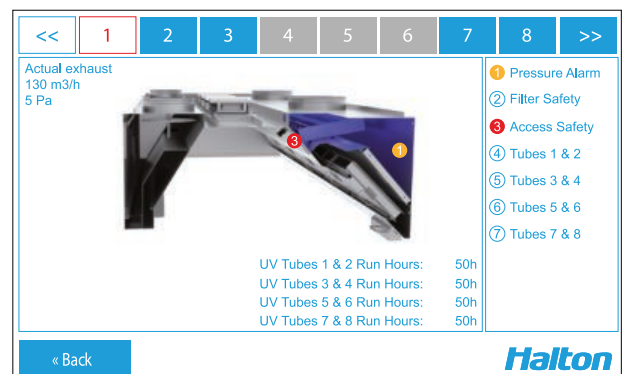 << 1 2 3 4 5 6 7 8 >>
Actual exhaust
130 m3/h
5 Pa
3
1
1 Pressure Alarm
2 Filter Safety
3 Access Safety
4 Tubes 1 & 2
5 Tubes 3 & 4
6 Tubes 5 & 6
7 Tubes 7 & 8
UV Tubes 1 & 2 Run Hours: 50h
UV Tubes 3 & 4 Run Hours: 50h
UV Tubes 5 & 6 Run Hours: 50h
UV Tubes 7 & 8 Run Hours: 50h
« Back
Halton